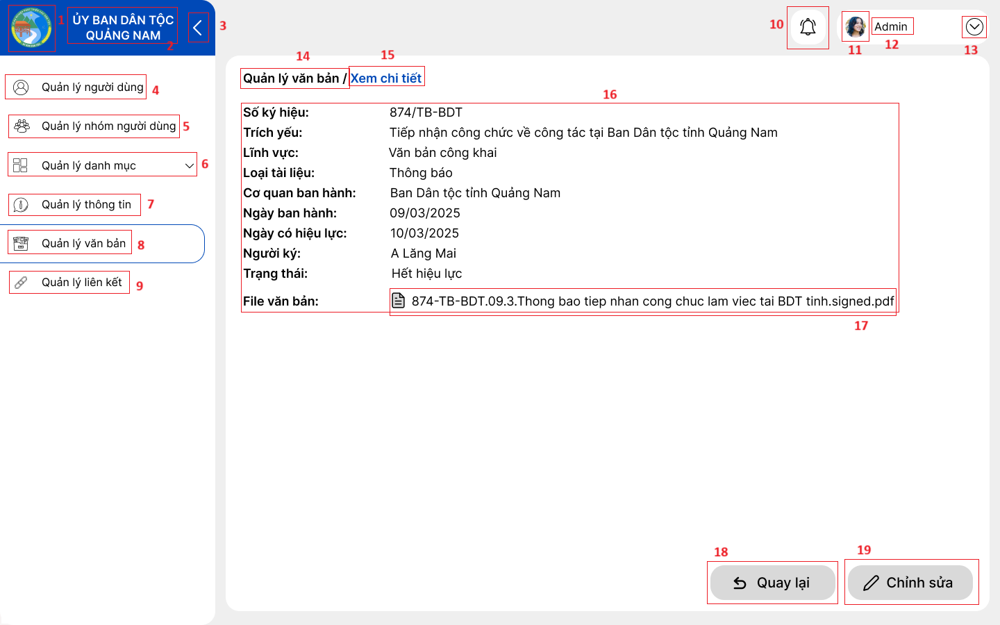 1
ỦY BAN DÂN TỘC
QUẢNG NAM
2
3
Quản lý người dùng
4
Quản lý nhóm người dùng
5
Quản lý danh mục
6
Quản lý thông tin
7
Quản lý văn bản
8
Quản lý liên kết
9
10
11
Admin
12
13
14
15
Quản lý văn bản / Xem chi tiết
16
Số ký hiệu: 874/TB-BDT
Trích yếu: Tiếp nhận công chức về công tác tại Ban Dân tộc tỉnh Quảng Nam
Lĩnh vực: Văn bản công khai
Loại tài liệu: Thông báo
Cơ quan ban hành: Ban Dân tộc tỉnh Quảng Nam
Ngày ban hành: 09/03/2025
Ngày có hiệu lực: 10/03/2025
Người ký: A Lăng Mai
Trạng thái: Hết hiệu lực
File văn bản: 874-TB-BDT.09.3.Thong bao tiep nhan cong chuc lam viec tai BDT tinh.signed.pdf
17
18
Quay lại
19
Chỉnh sửa